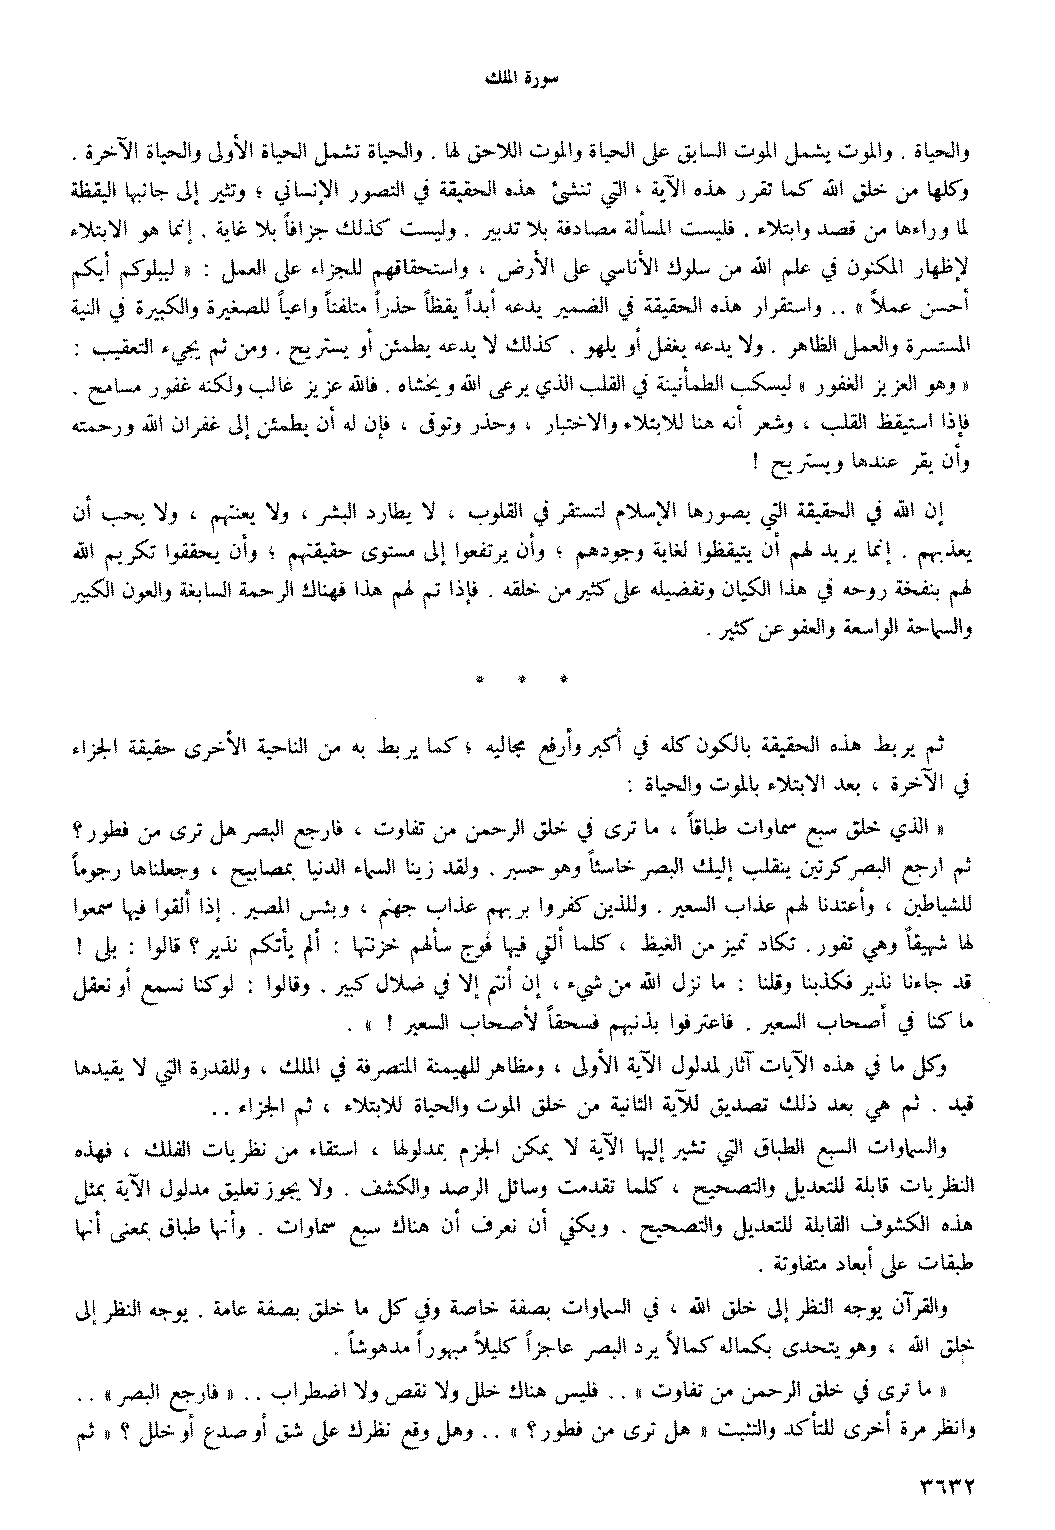 سورة الملك
والحياة . والموت يشمل الموت السابق على الحياة والموت اللاحق لها . والحياة تشمل الحياة الأولى والحياة الآخرة .
وكلها من خلق الله كما تقرر هذه الآية ، التي تنشئ هذه الحقيقة في التصور الإنساني ؛ وتثير إلى جانبها اليقظة
لما وراءها من قصد وابتلاء . فليست المسألة مصادفة بلا تدبير . وليست كذلك جزافاً بلا غاية . إنما هو الابتلاء
لإظهار المكنون في علم الله من سلوك الأناسي على الأرض ، واستحقاقهم للجزاء على العمل : « ليبلوكم أيكم
أحسن عملاً » .. واستقرار هذه الحقيقة في الضمير يدعه أبداً يقظاً حذراً متلفتاً واعياً للصغيرة والكبيرة في النية
المستسرة والعمل الظاهر . ولا يدعه يغفل أو يلهو . كذلك لا يدعه يطمئن أو يستريح . ومن ثم يجيء التعقيب :
« وهو العزيز الغفور » ليسكب الطمأنينة في القلب الذي يرعى الله ويخشاه . فالله عزيز غالب ولكنه غفور مسامح .
فإذا استيقظ القلب ، وشعر أنه هنا للابتلاء والاختبار ، وحذر وتوقى ، فإن له أن يطمئن إلى غفران الله ورحمته
وأن يقر عندها ويستريح !
إن الله في الحقيقة التي يصورها الإسلام لتستقر في القلوب ، لا يطارد البشر ، ولا يعنتهم ، ولا يحب أن
يعذبهم . إنما يريد لهم أن يتيقظوا لغاية وجودهم ؛ وأن يرتفعوا إلى مستوى حقيقتهم ؛ وأن يحققوا تكريم الله
لهم بنفخة روحه في هذا الكيان وتفضيله على كثير من خلقه . فإذا تم لهم هذا فهناك الرحمة السابغة والعون الكبير
والسماحة الواسعة والعفو عن كثير .
* * *
ثم يربط هذه الحقيقة بالكون كله في أكبر وأرفع مجاليه ؛ كما يربط به من الناحية الأخرى حقيقة الجزاء
في الآخرة ، بعد الابتلاء بالموت والحياة :
« الذي خلق سبع سماوات طباقاً ، ما ترى في خلق الرحمن من تفاوت ، فارجع البصر هل ترى من فطور ؟
ثم ارجع البصر كرتين ينقلب إليك البصر خاسئاً وهو حسير . ولقد زينا السماء الدنيا بمصابيح ، وجعلناها رجوماً
للشياطين ، وأعتدنا لهم عذاب السعير . وللذين كفروا بربهم عذاب جهنم ، وبئس المصير . إذا ألقوا فيها سمعوا
لها شهيقاً وهي تفور . تكاد تميز من الغيظ ، كلما ألقي فيها فوج سألهم خزنتها : ألم يأتكم نذير ؟ قالوا : بلى !
قد جاءنا نذير فكذبنا وقلنا : ما نزل الله من شيء ، إن أنتم إلا في ضلال كبير . وقالوا : لو كنا نسمع أو نعقل
ما كنا في أصحاب السعير . فاعترفوا بذنبهم فسحقاً لأصحاب السعير ! » .
وكل ما في هذه الآيات آثار لمدلول الآية الأولى ، ومظاهر للهيمنة المتصرفة في الملك ، وللقدرة التي لا يقيدها
قيد . ثم هي بعد ذلك تصديق للآية الثانية من خلق الموت والحياة للابتلاء ، ثم الجزاء ..
والسماوات السبع الطباق التي تشير إليها الآية لا يمكن الجزم بمدلولها ، استقاء من نظريات الفلك ، فهذه
النظريات قابلة للتعديل والتصحيح ، كلما تقدمت وسائل الرصد والكشف . ولا يجوز تعليق مدلول الآية بمثل
هذه الكشوف القابلة للتعديل والتصحيح . ويكفي أن نعرف أن هناك سبع سماوات . وأنها طباق بمعنى أنها
طبقات على أبعاد متفاوتة .
والقرآن يوجه النظر إلى خلق الله ، في السماوات بصفة خاصة وفي كل ما خلق بصفة عامة . يوجه النظر إلى
خلق الله ، وهو يتحدى بكماله كمالاً يرد البصر عاجزاً كليلاً مبهوراً مدهوشاً .
« ما ترى في خلق الرحمن من تفاوت » .. فليس هناك خلل ولا نقص ولا اضطراب .. « فارجع البصر » ..
وانظر مرة أخرى للتأكد والتثبت « هل ترى من فطور ؟ » .. وهل وقع نظرك على شق أو صدع أو خلل ؟ « ثم
٣٦٣٢